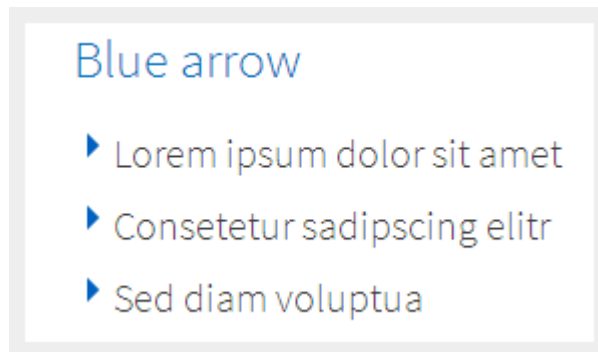 Blue arrow
Lorem ipsum dolor sit amet
Consetetur sadipscing elitr
Sed diam voluptua